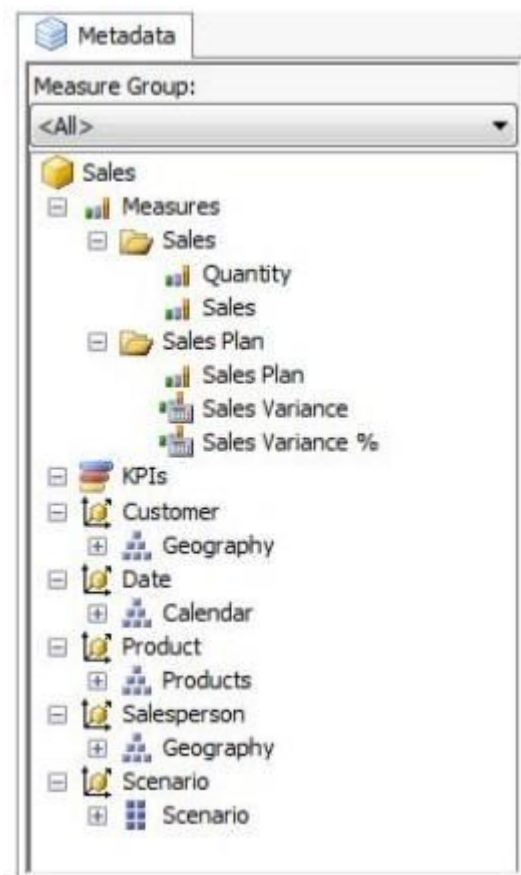 Metadata
Measure Group:
<All>
Sales
Measures
Sales
Quantity
Sales
Sales Plan
Sales Plan
Sales Variance
Sales Variance %
KPIs
Customer
Geography
Date
Calendar
Product
Products
Salesperson
Geography
Scenario
Scenario